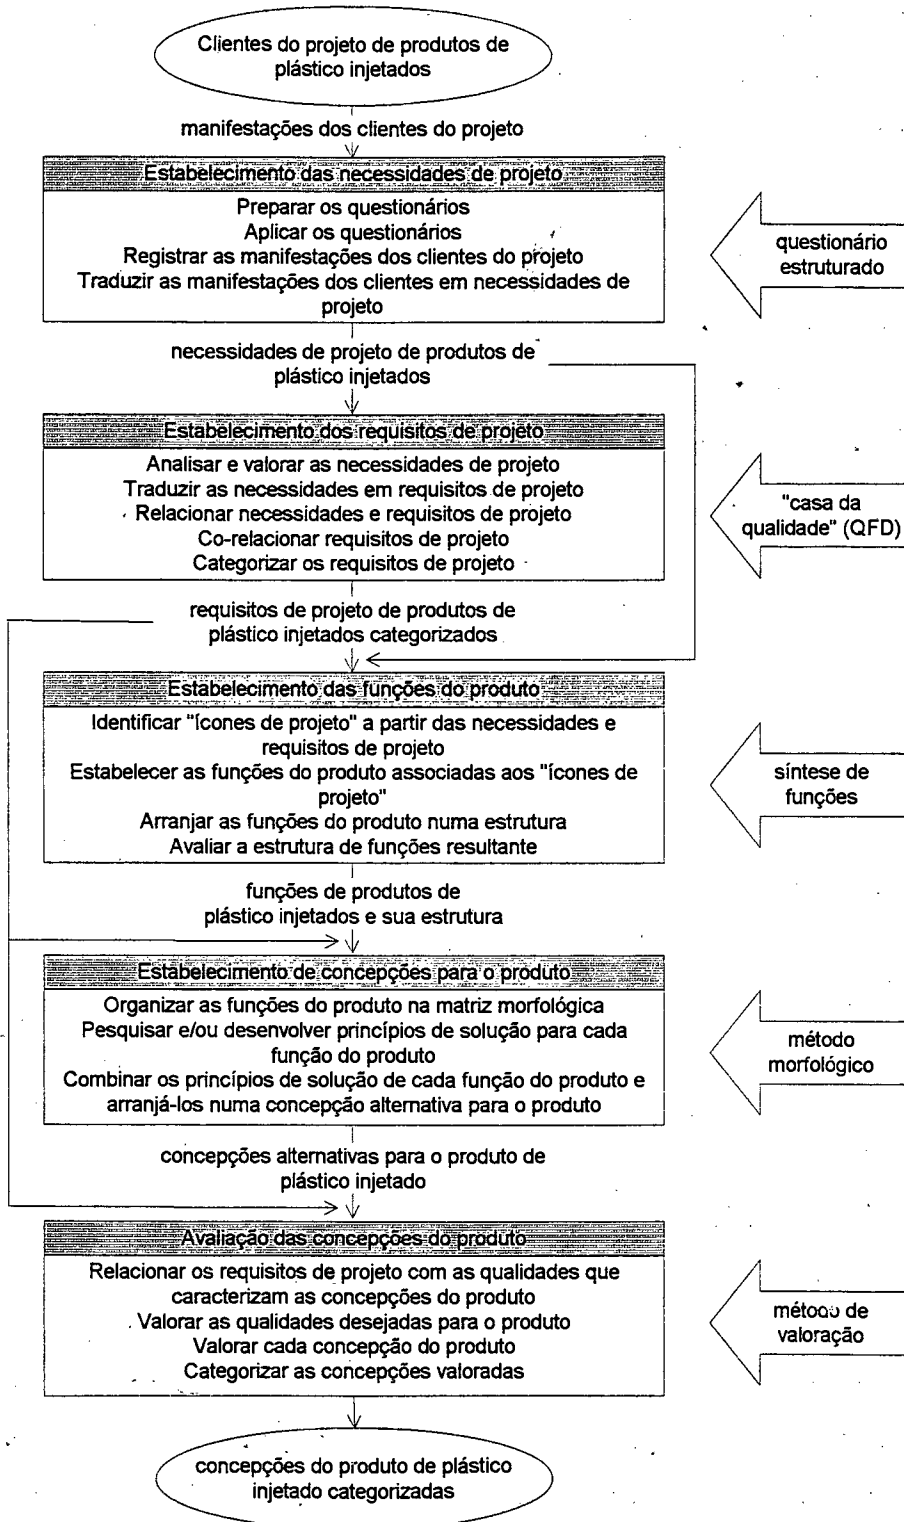 Clientes do projeto de produtos de
plástico injetados
manifestações dos clientes do projeto
Estabelecimento das necessidades de projeto
Preparar os questionários
Aplicar os questionários
Registrar as manifestações dos clientes do projeto
Traduzir as manifestações dos clientes em necessidades de
projeto
questionário
estruturado
necessidades de projeto de produtos de
plástico injetados
Estabelecimento dos requisitos de projeto
Analisar e valorar as necessidades de projeto
Traduzir as necessidades em requisitos de projeto
Relacionar necessidades e requisitos de projeto
Co-relacionar requisitos de projeto
Categorizar os requisitos de projeto
"casa da
qualidade" (QFD)
requisitos de projeto de produtos de
plástico injetados categorizados
Estabelecimento das funções do produto
Identificar "ícones de projeto" a partir das necessidades e
requisitos de projeto
Estabelecer as funções do produto associadas aos "ícones de
projeto"
Arranjar as funções do produto numa estrutura
Avaliar a estrutura de funções resultante
síntese de
funções
funções de produtos de
plástico injetados e sua estrutura
Estabelecimento de concepções para o produto
Organizar as funções do produto na matriz morfológica
Pesquisar e/ou desenvolver princípios de solução para cada
função do produto
Combinar os princípios de solução de cada função do produto e
arranjá-los numa concepção alternativa para o produto
método
morfológico
concepções alternativas para o produto de
plástico injetado
Avaliação das concepções do produto
Relacionar os requisitos de projeto com as qualidades que
caracterizam as concepções do produto
Valorar as qualidades desejadas para o produto
Valorar cada concepção do produto
Categorizar as concepções valoradas
método de
valoração
concepções do produto de plástico
injetado categorizadas